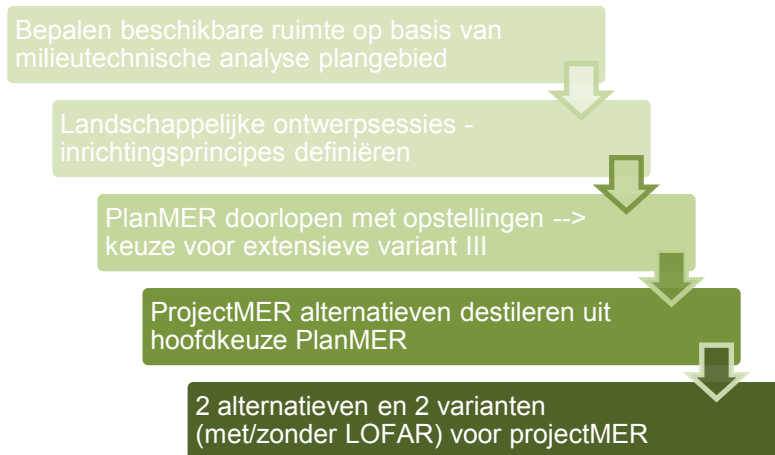 Bepalen beschikbare ruimte op basis van
milieutechnische analyse plangebied
Landschappelijke ontwerpsessies -
inrichtingsprincipes definiëren
PlanMER doorlopen met opstellingen -->
keuze voor extensieve variant III
ProjectMER alternatieven destileren uit
hoofdkeuze PlanMER
2 alternatieven en 2 varianten
(met/zonder LOFAR) voor projectMER